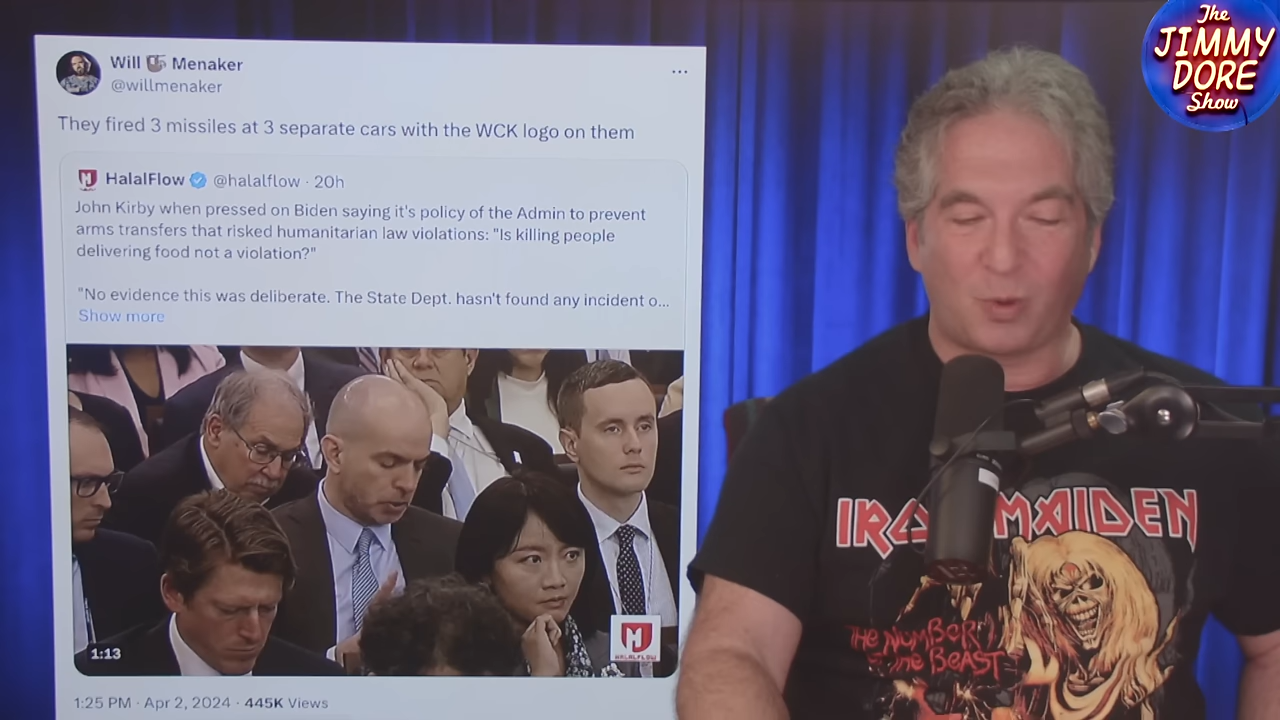 The
JIMMY
DORE
Show
Will Menaker
@willmenaker
They fired 3 missiles at 3 separate cars with the WCK logo on them
HalalFlow @halalflow · 20h
John Kirby when pressed on Biden saying it's policy of the Admin to prevent
arms transfers that risked humanitarian law violations: "Is killing people
delivering food not a violation?"
"No evidence this was deliberate. The State Dept. hasn't found any incident o...
Show more
1:13
HALALFLOW
1:25 PM · Apr 2, 2024 · 445K Views
IRON MAIDEN
THE NUMBER
OF THE BEAST